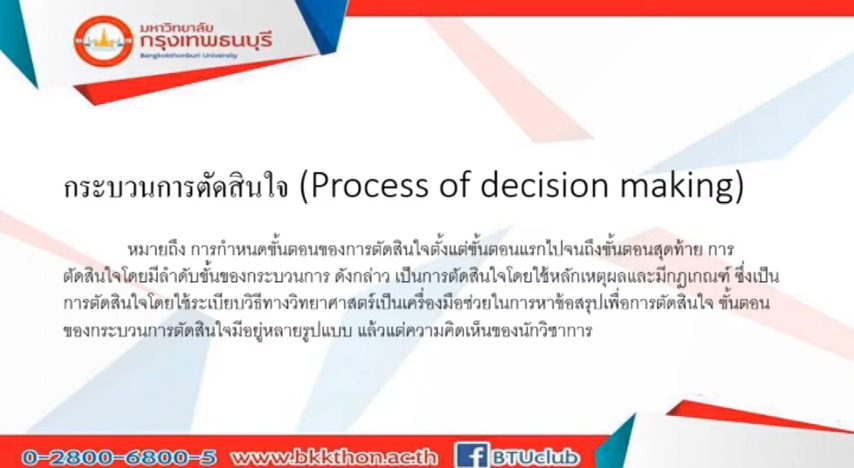 มหาวิทยาลัย
กรุงเทพธนบุรี
Bangkokthonburi University
กระบวนการตัดสินใจ (Process of decision making)
หมายถึง การกำหนดขั้นตอนของการตัดสินใจตั้งแต่ขั้นตอนแรกไปจนถึงขั้นตอนสุดท้าย การ
ตัดสินใจโดยมีลำดับขั้นของกระบวนการ ดังกล่าว เป็นการตัดสินใจโดยใช้หลักเหตุผลและมีกฎเกณฑ์ ซึ่งเป็น
การตัดสินใจโดยใช้ระเบียบวิธีทางวิทยาศาสตร์เป็นเครื่องมือช่วยในการหาข้อสรุปเพื่อการตัดสินใจ ขั้นตอน
ของกระบวนการตัดสินใจมีอยู่หลายรูปแบบ แล้วแต่ความคิดเห็นของนักวิชาการ
0-2800-6800-5 www.bkkthon.ac.th f BTUclub